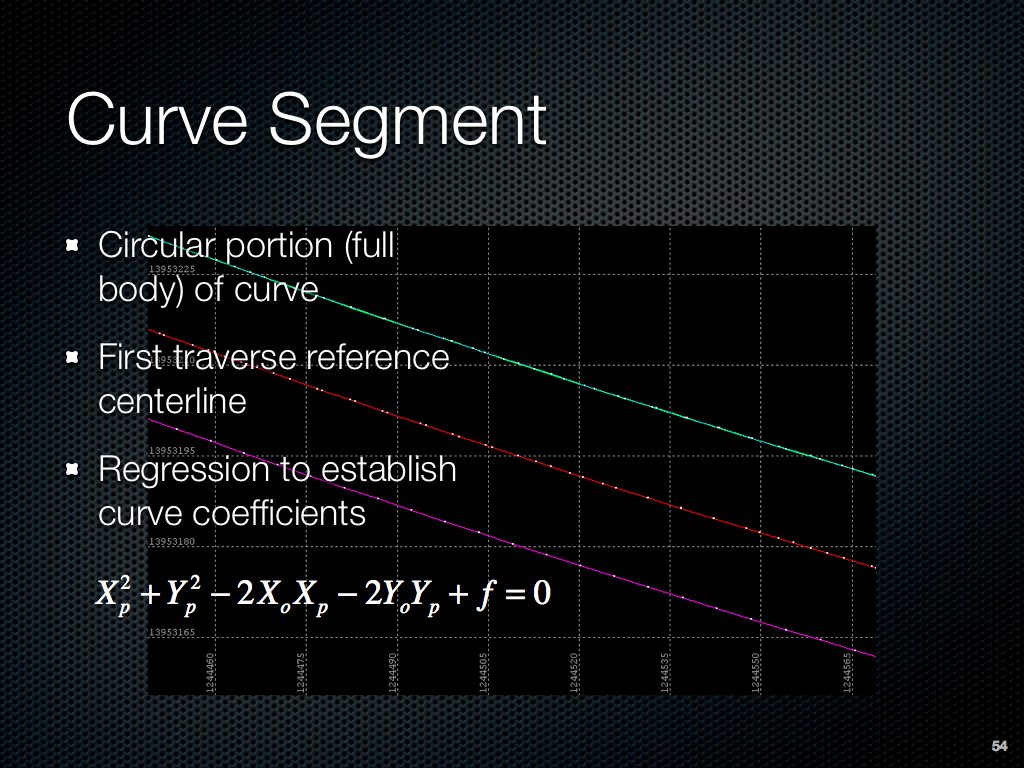 Curve Segment
Circular portion (full
body) of curve
First traverse reference
centerline
Regression to establish
curve coefficients
X_p^2 + Y_p^2 − 2X_oX_p − 2Y_oY_p + f = 0
13953225
13953210
13953195
13953180
13953165
1244460
1244475
1244490
1244505
1244520
1244535
1244550
1244565
54